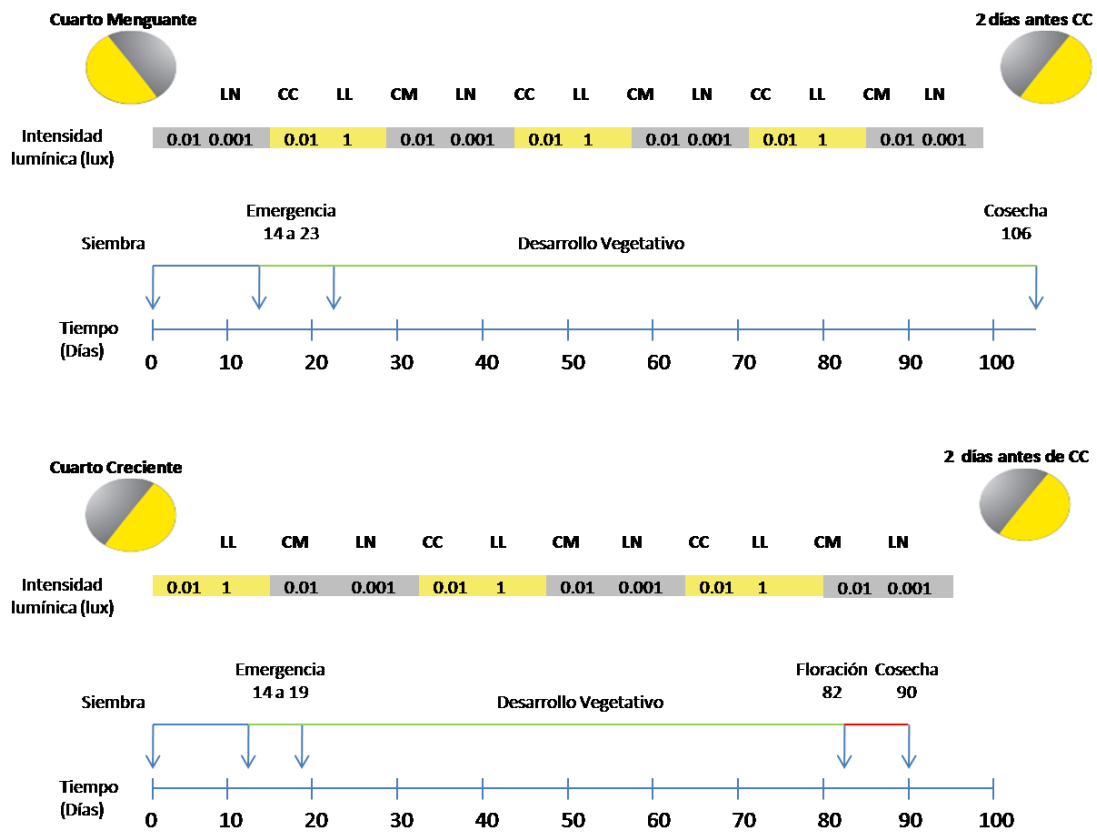 Cuarto Menguante
2 días antes CC
LN CC LL CM LN CC LL CM LN CC LL CM LN
Intensidad
lumínica (lux)
0.01 0.001 0.01 1 0.01 0.001 0.01 1 0.01 0.001 0.01 1 0.01 0.001
Emergencia
14 a 23
Cosecha
106
Siembra
Desarrollo Vegetativo
Tiempo
(Días)
0 10 20 30 40 50 60 70 80 90 100
Cuarto Creciente
2 días antes de CC
LL CM LN CC LL CM LN CC LL CM LN
Intensidad
lumínica (lux)
0.01 1 0.01 0.001 0.01 1 0.01 0.001 0.01 1 0.01 0.001
Emergencia
14 a 19
Floración
82
Cosecha
90
Siembra
Desarrollo Vegetativo
Tiempo
(Días)
0 10 20 30 40 50 60 70 80 90 100